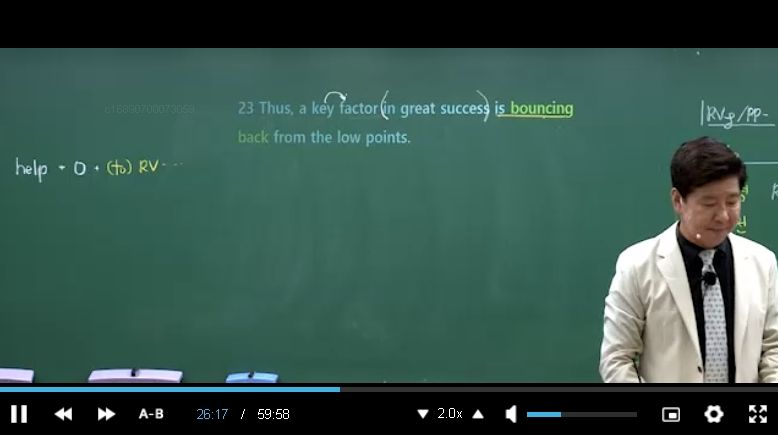 c16890700073059
23 Thus, a key factor (in great success) is bouncing
back from the low points.
help + O + (to) RV ...
RVg / PP-
A-B
26:17 / 59:58
2.0x